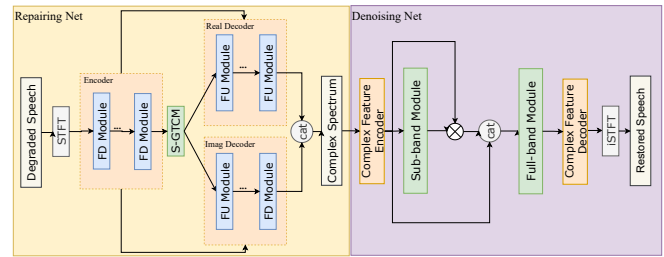 Repairing Net
Denoising Net
Degraded Speech
STFT
Encoder
FD Module
...
FD Module
S-GTCM
Real Decoder
FU Module
...
FU Module
Imag Decoder
FU Module
...
FD Module
cat
Complex Spectrum
Complex Feature
Encoder
Sub-band Module
cat
Full-band Module
Complex Feature
Decoder
iSTFT
Restored Speech